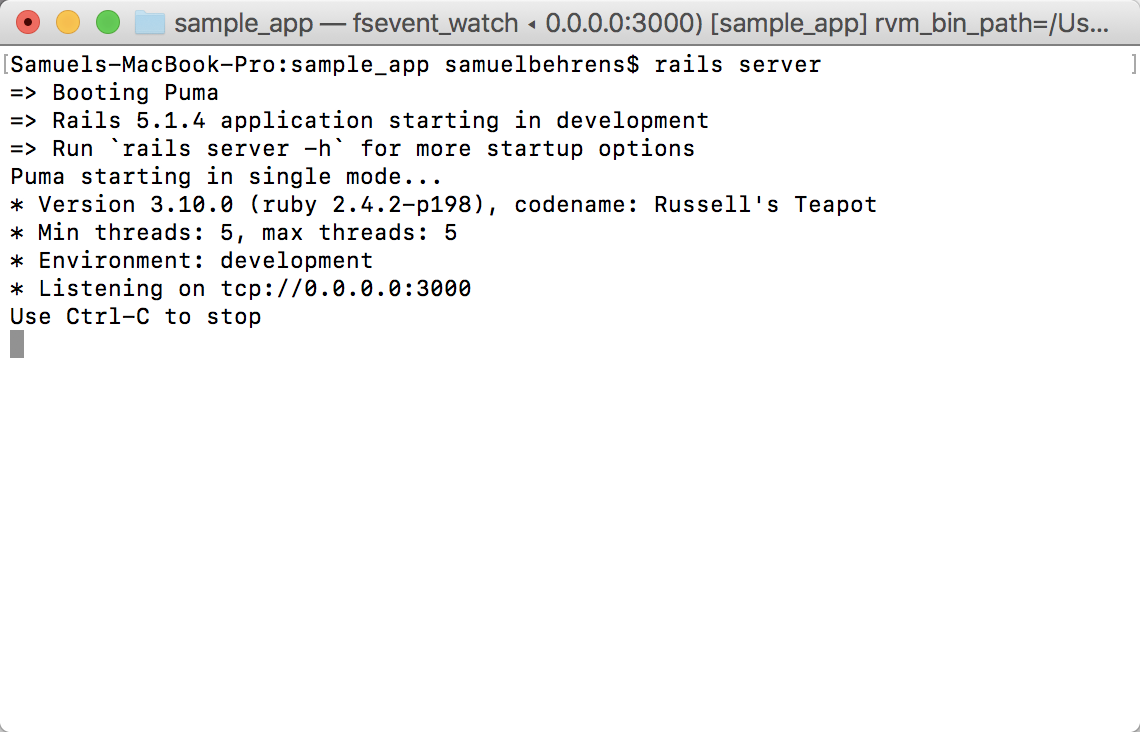 sample_app — fsevent_watch ◂ 0.0.0.0:3000) [sample_app] rvm_bin_path=/Us...
[Samuels-MacBook-Pro:sample_app samuelbehrens$ rails server ]
=> Booting Puma
=> Rails 5.1.4 application starting in development
=> Run `rails server -h` for more startup options
Puma starting in single mode...
* Version 3.10.0 (ruby 2.4.2-p198), codename: Russell's Teapot
* Min threads: 5, max threads: 5
* Environment: development
* Listening on tcp://0.0.0.0:3000
Use Ctrl-C to stop